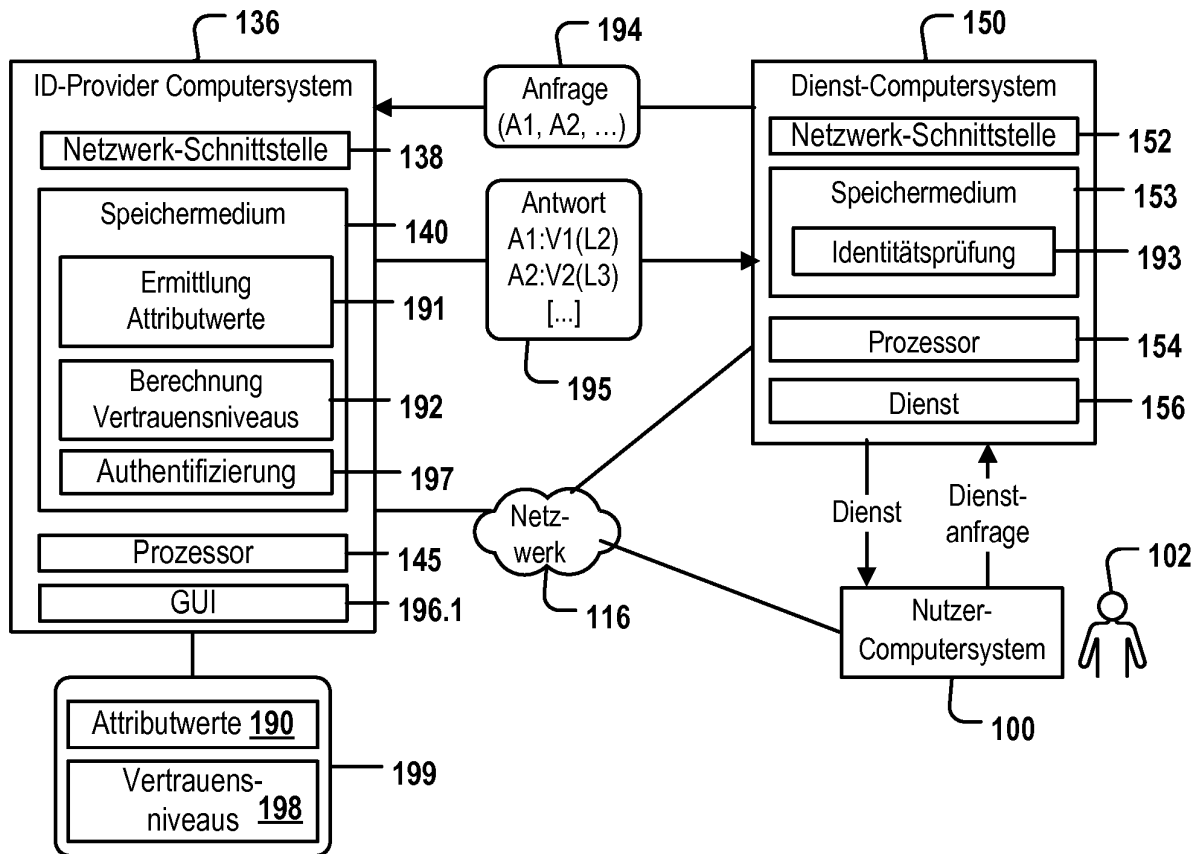 136
ID-Provider Computersystem
Netzwerk-Schnittstelle
138
Speichermedium
140
Ermittlung
Attributwerte
191
Berechnung
Vertrauensniveaus
192
Authentifizierung
197
Prozessor
145
GUI
196.1
Attributwerte 190
Vertrauens-
niveaus 198
199
194
Anfrage
(A1, A2, ...)
Antwort
A1:V1(L2)
A2:V2(L3)
[...]
195
Netz-
werk
116
150
Dienst-Computersystem
Netzwerk-Schnittstelle
152
Speichermedium
153
Identitätsprüfung
193
Prozessor
154
Dienst
156
Dienst
Dienst-
anfrage
102
Nutzer-
Computersystem
100